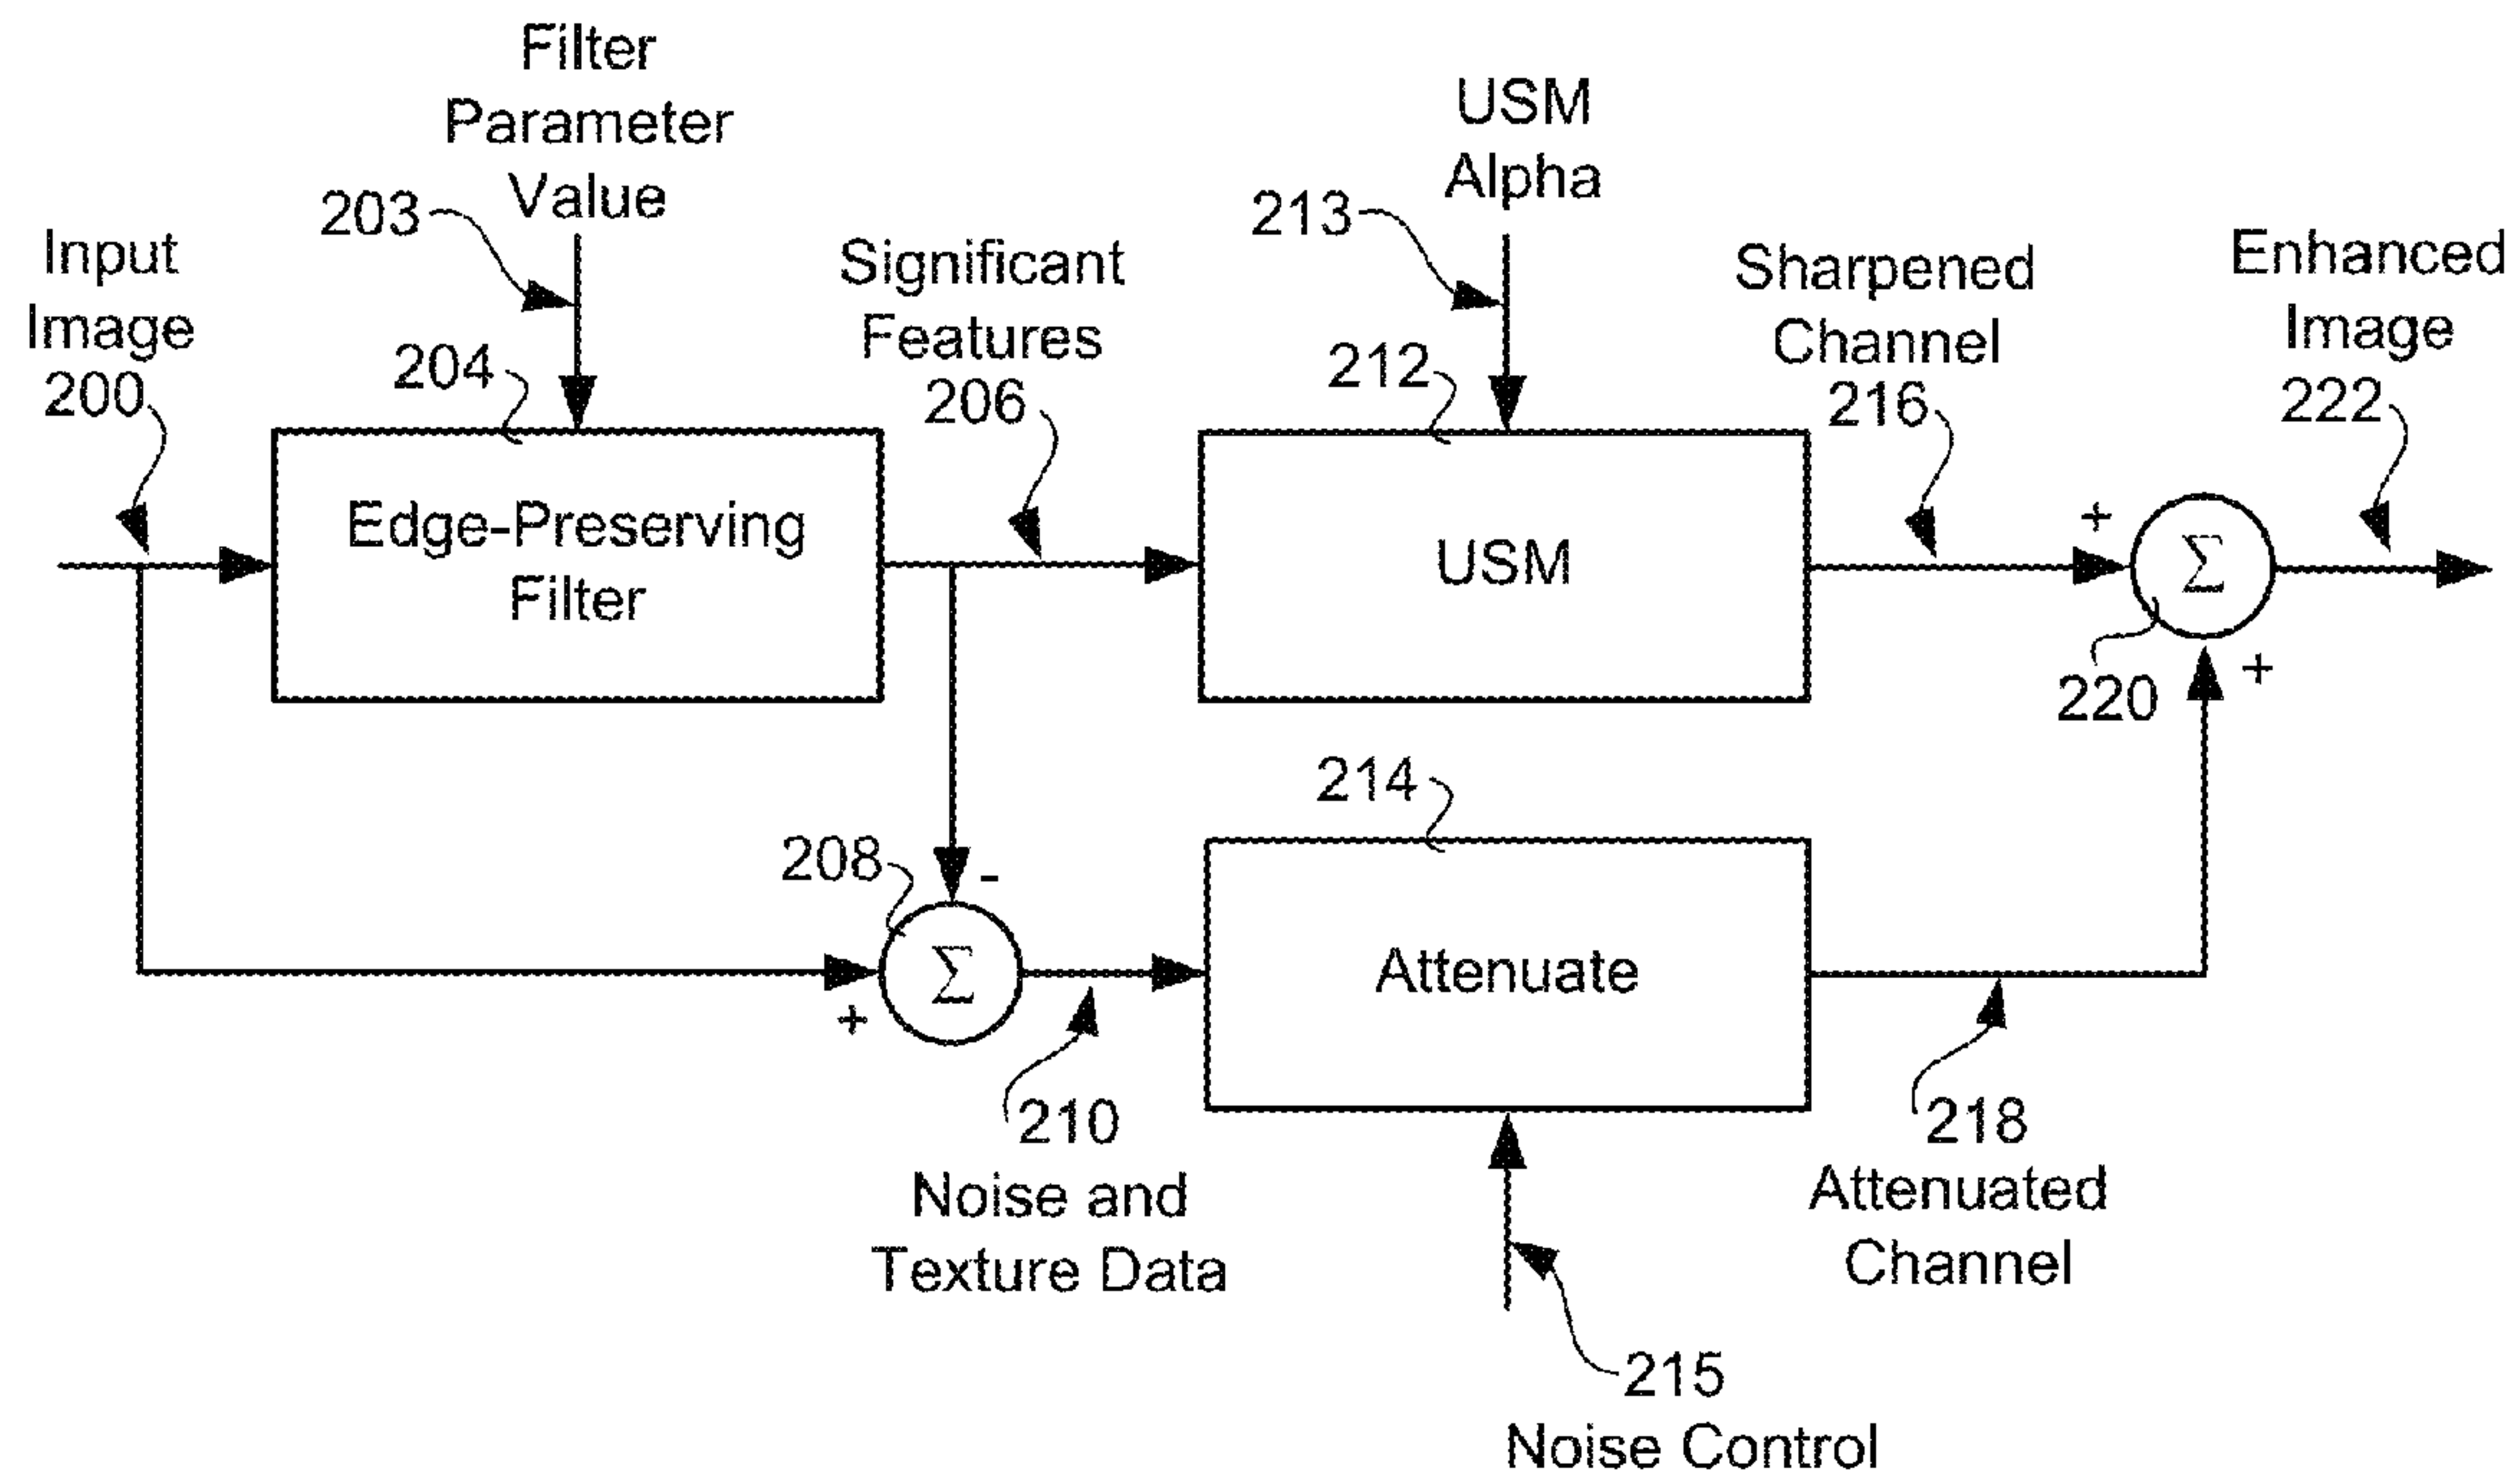 Filter
Parameter
Value
203
Input
Image
200
204
Significant
Features
206
USM
Alpha
213
212
Sharpened
Channel
216
Enhanced
Image
222
Edge-Preserving
Filter
USM
+
Σ
+
220
208
-
Σ
+
214
Attenuate
210
Noise and
Texture Data
218
Attenuated
Channel
215
Noise Control